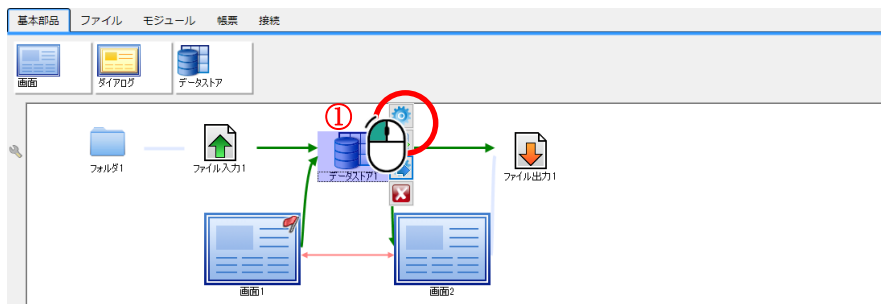 基本部品 ファイル モジュール 帳票 接続
画面 ダイアログ データストア
①
フォルダ1 ファイル入力1 データストア1 ファイル出力1
画面1 画面2